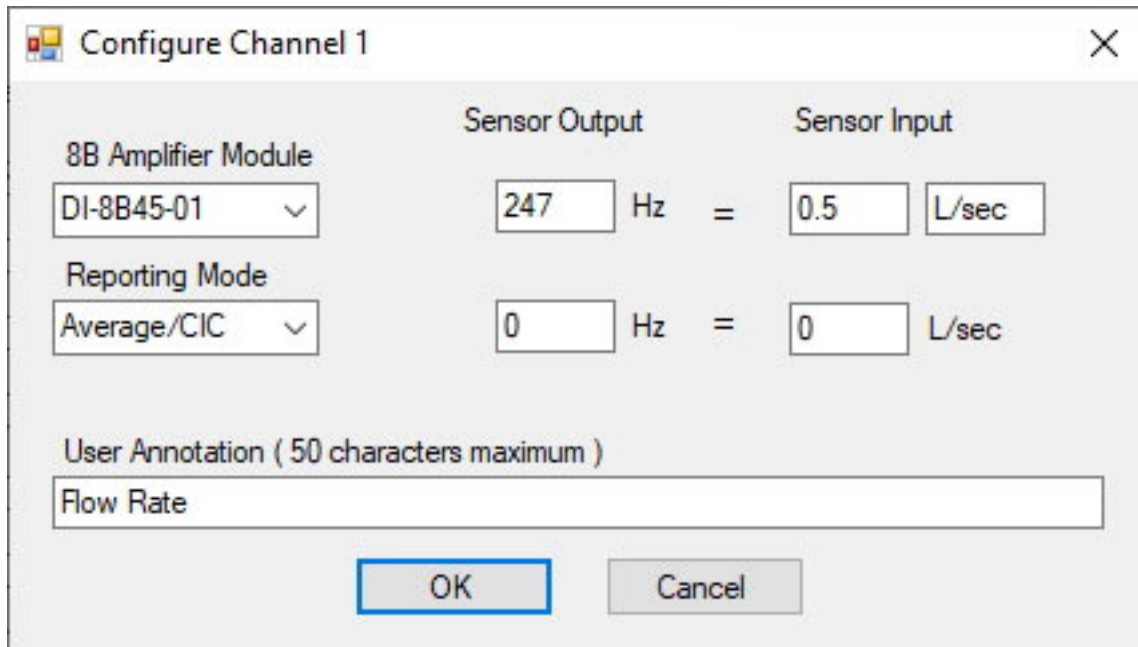 Configure Channel 1
Sensor Output Sensor Input
8B Amplifier Module
DI-8B45-01 247 Hz = 0.5 L/sec
Reporting Mode
Average/CIC 0 Hz = 0 L/sec
User Annotation ( 50 characters maximum )
Flow Rate
OK Cancel